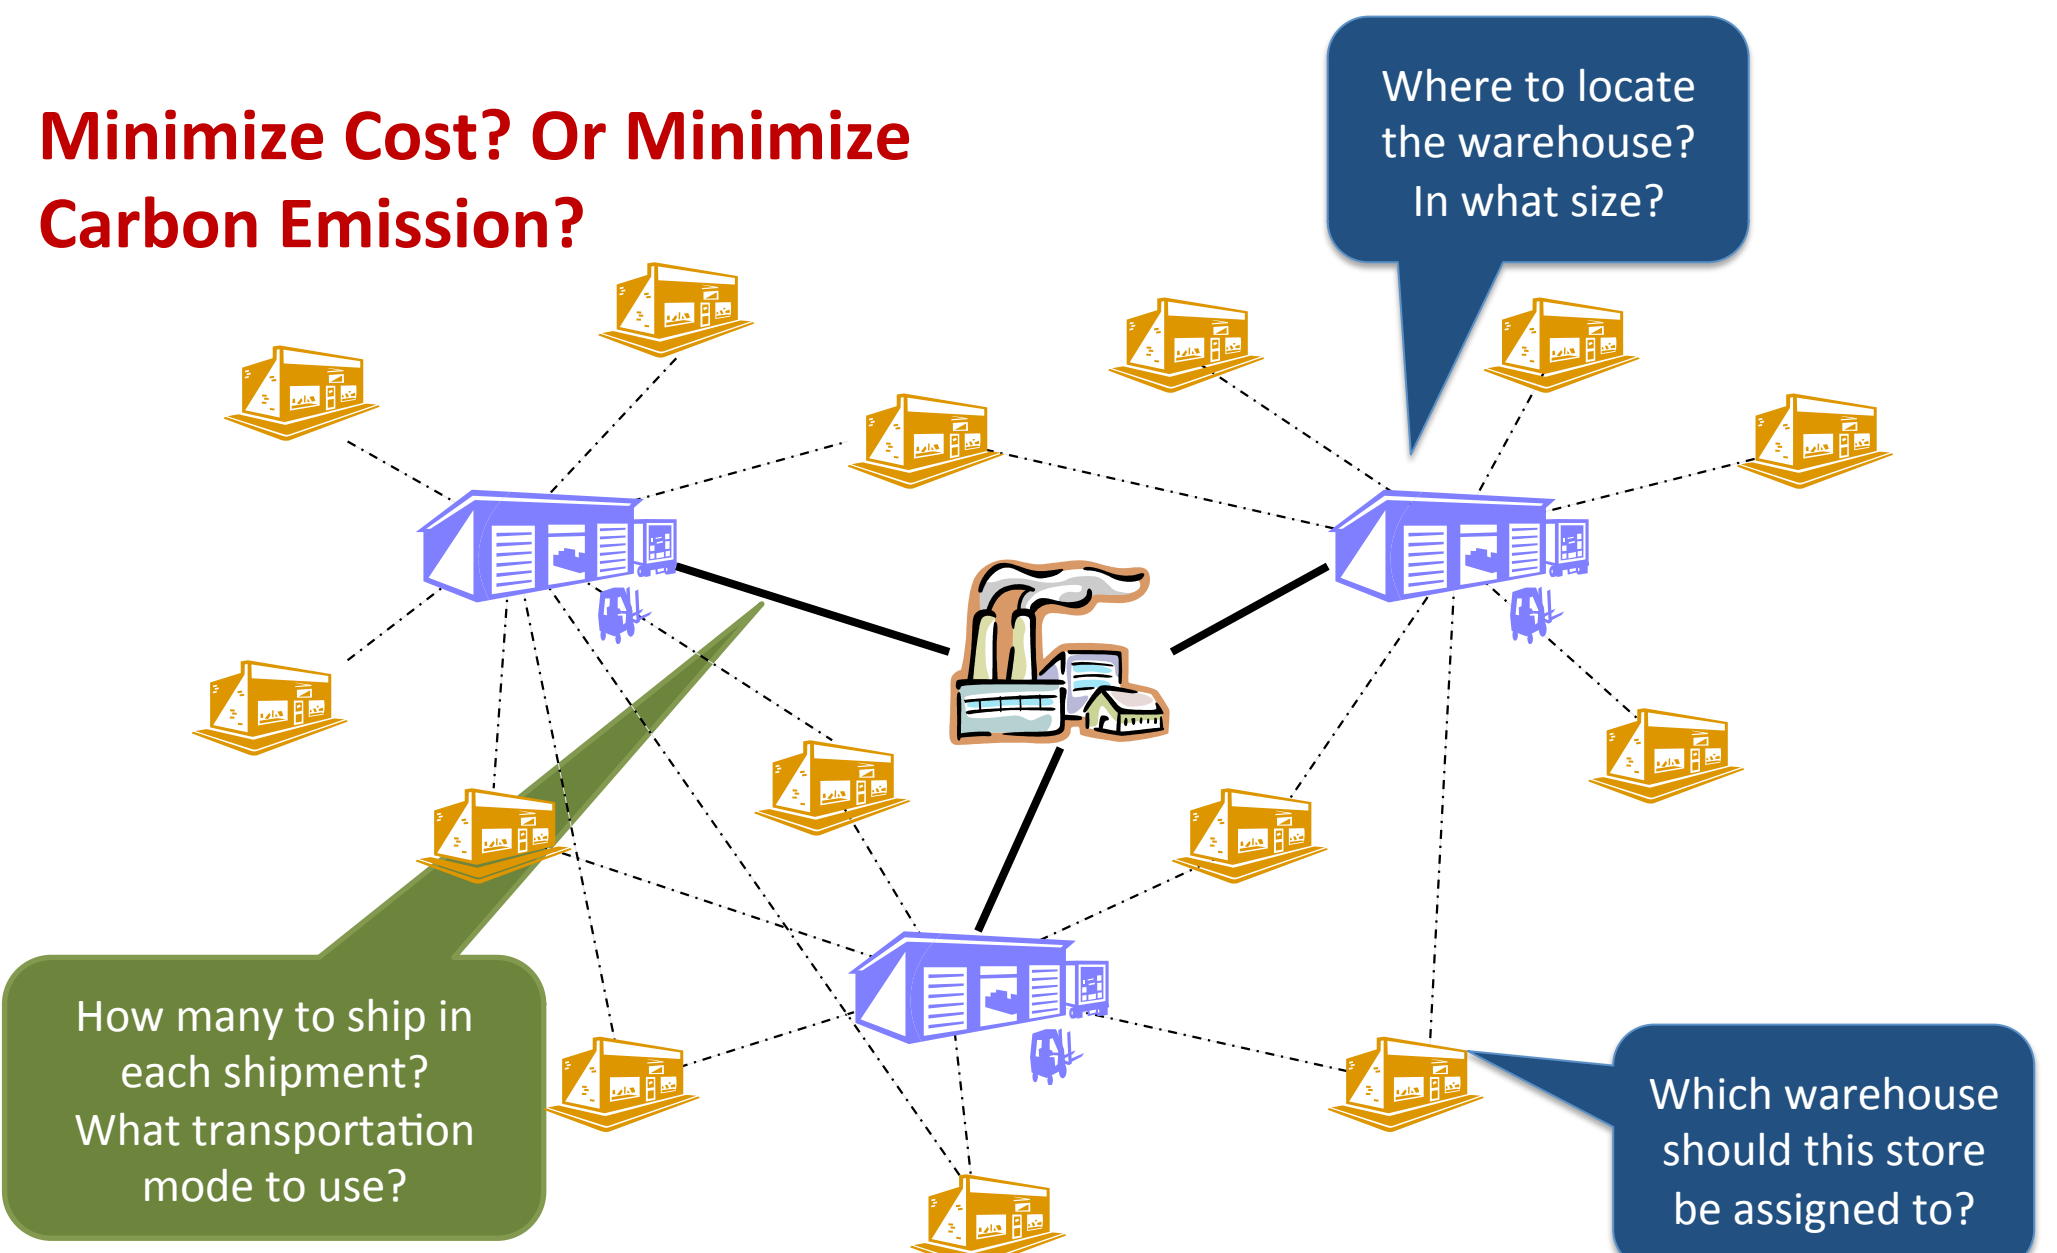 Minimize Cost? Or Minimize
Carbon Emission?
Where to locate
the warehouse?
In what size?
How many to ship in
each shipment?
What transportation
mode to use?
Which warehouse
should this store
be assigned to?